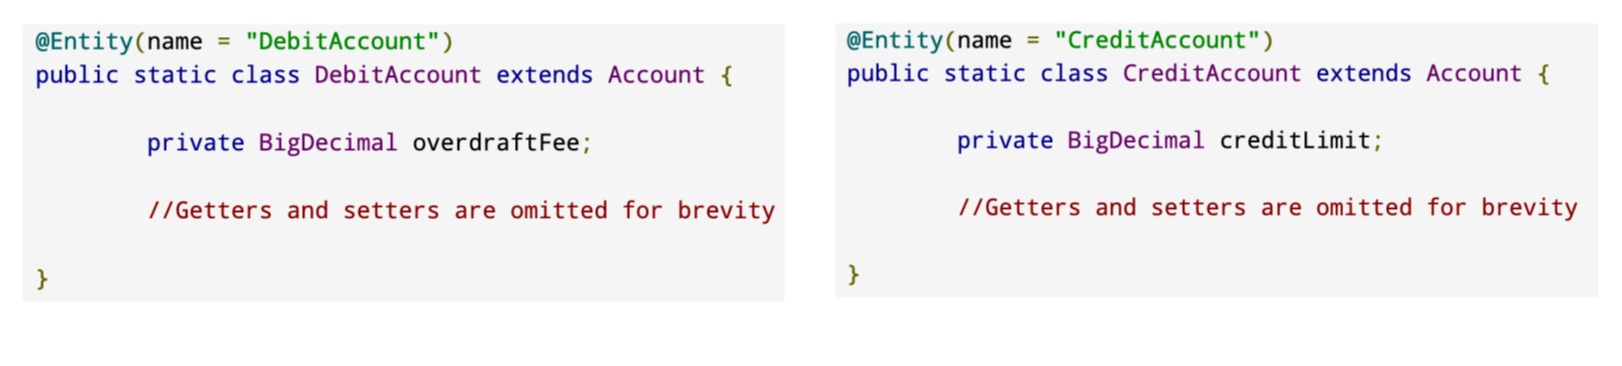 @Entity(name = "DebitAccount")
public static class DebitAccount extends Account {
private BigDecimal overdraftFee;
//Getters and setters are omitted for brevity
}
@Entity(name = "CreditAccount")
public static class CreditAccount extends Account {
private BigDecimal creditLimit;
//Getters and setters are omitted for brevity
}